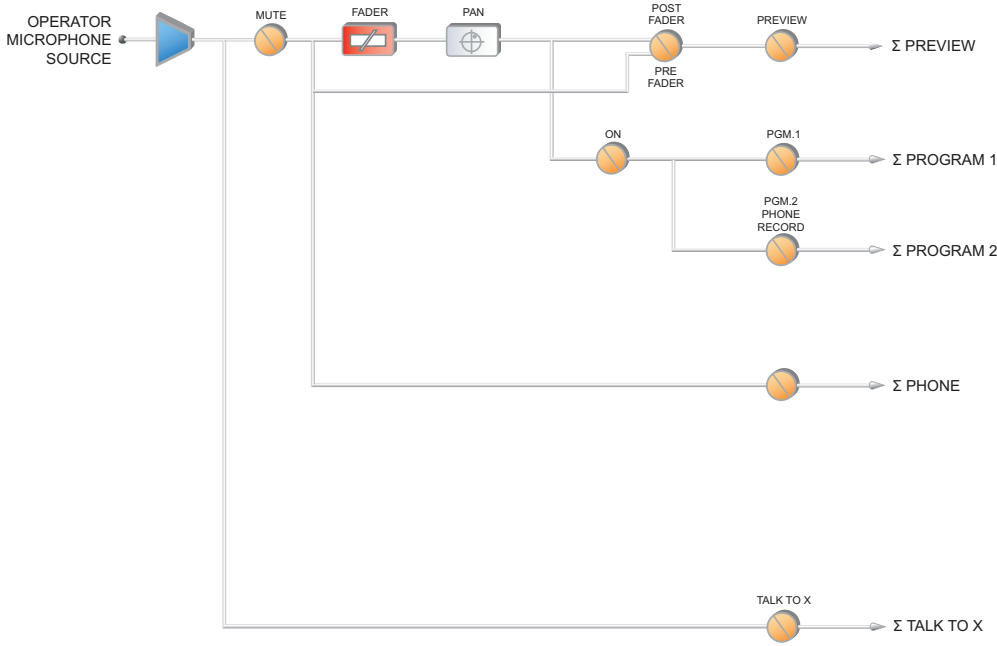 OPERATOR
MICROPHONE
SOURCE
MUTE
FADER
PAN
POST
FADER
PRE
FADER
PREVIEW
Σ PREVIEW
ON
PGM.1
Σ PROGRAM 1
PGM.2
PHONE
RECORD
Σ PROGRAM 2
Σ PHONE
TALK TO X
Σ TALK TO X